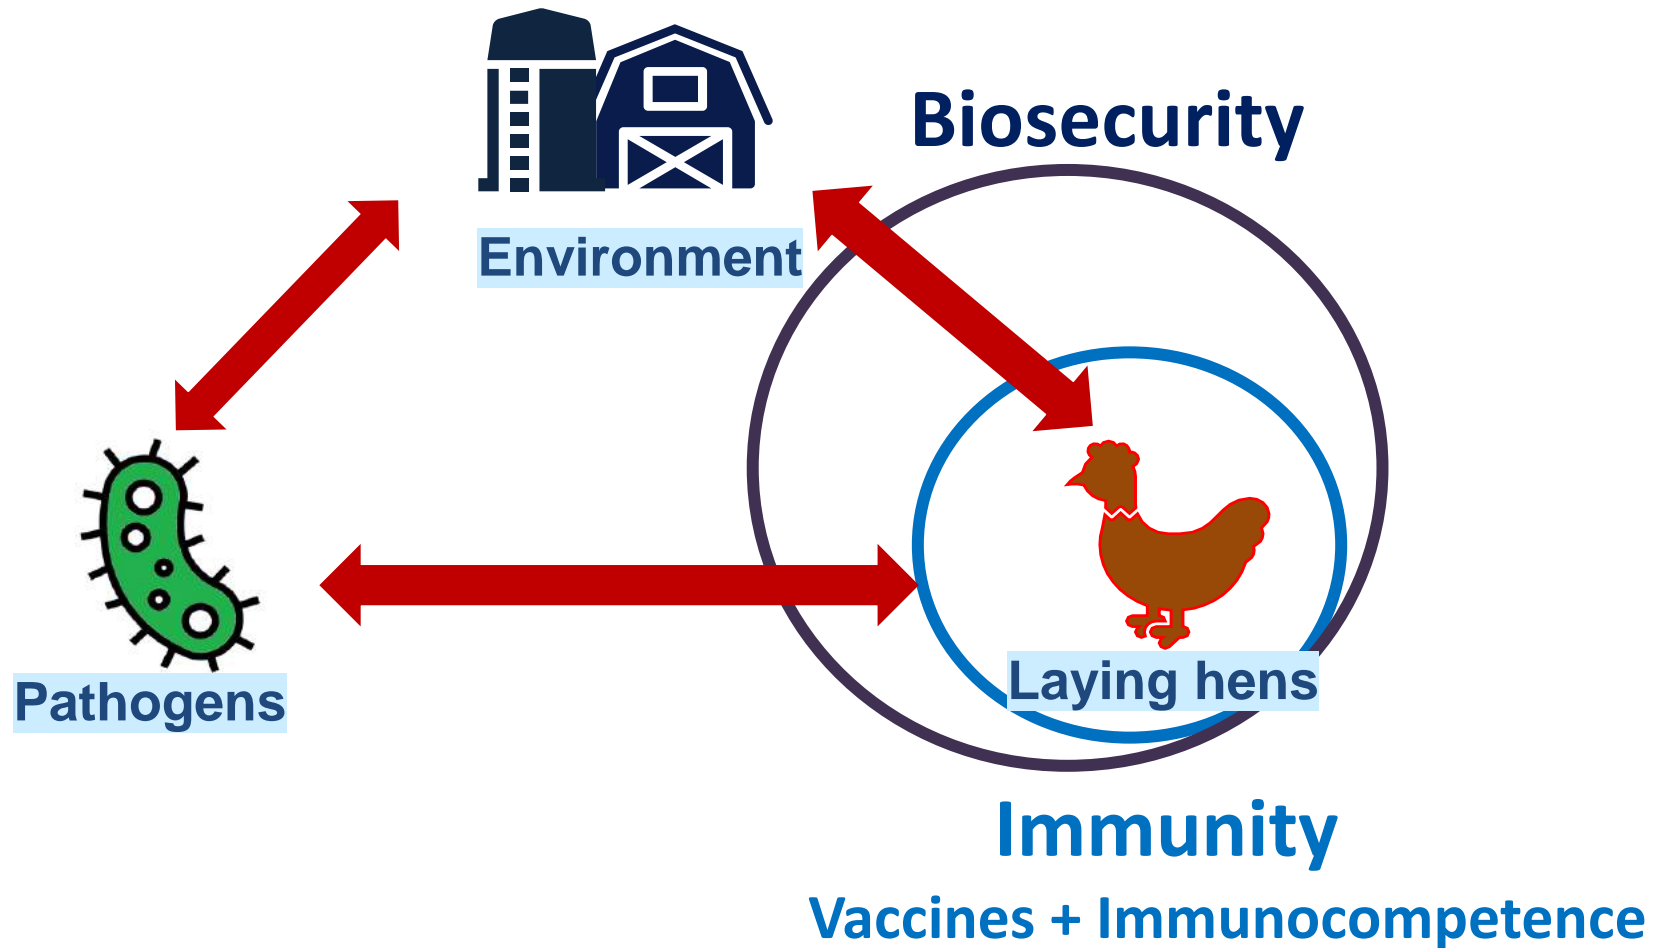 Biosecurity
Environment
Laying hens
Pathogens
Immunity
Vaccines + Immunocompetence